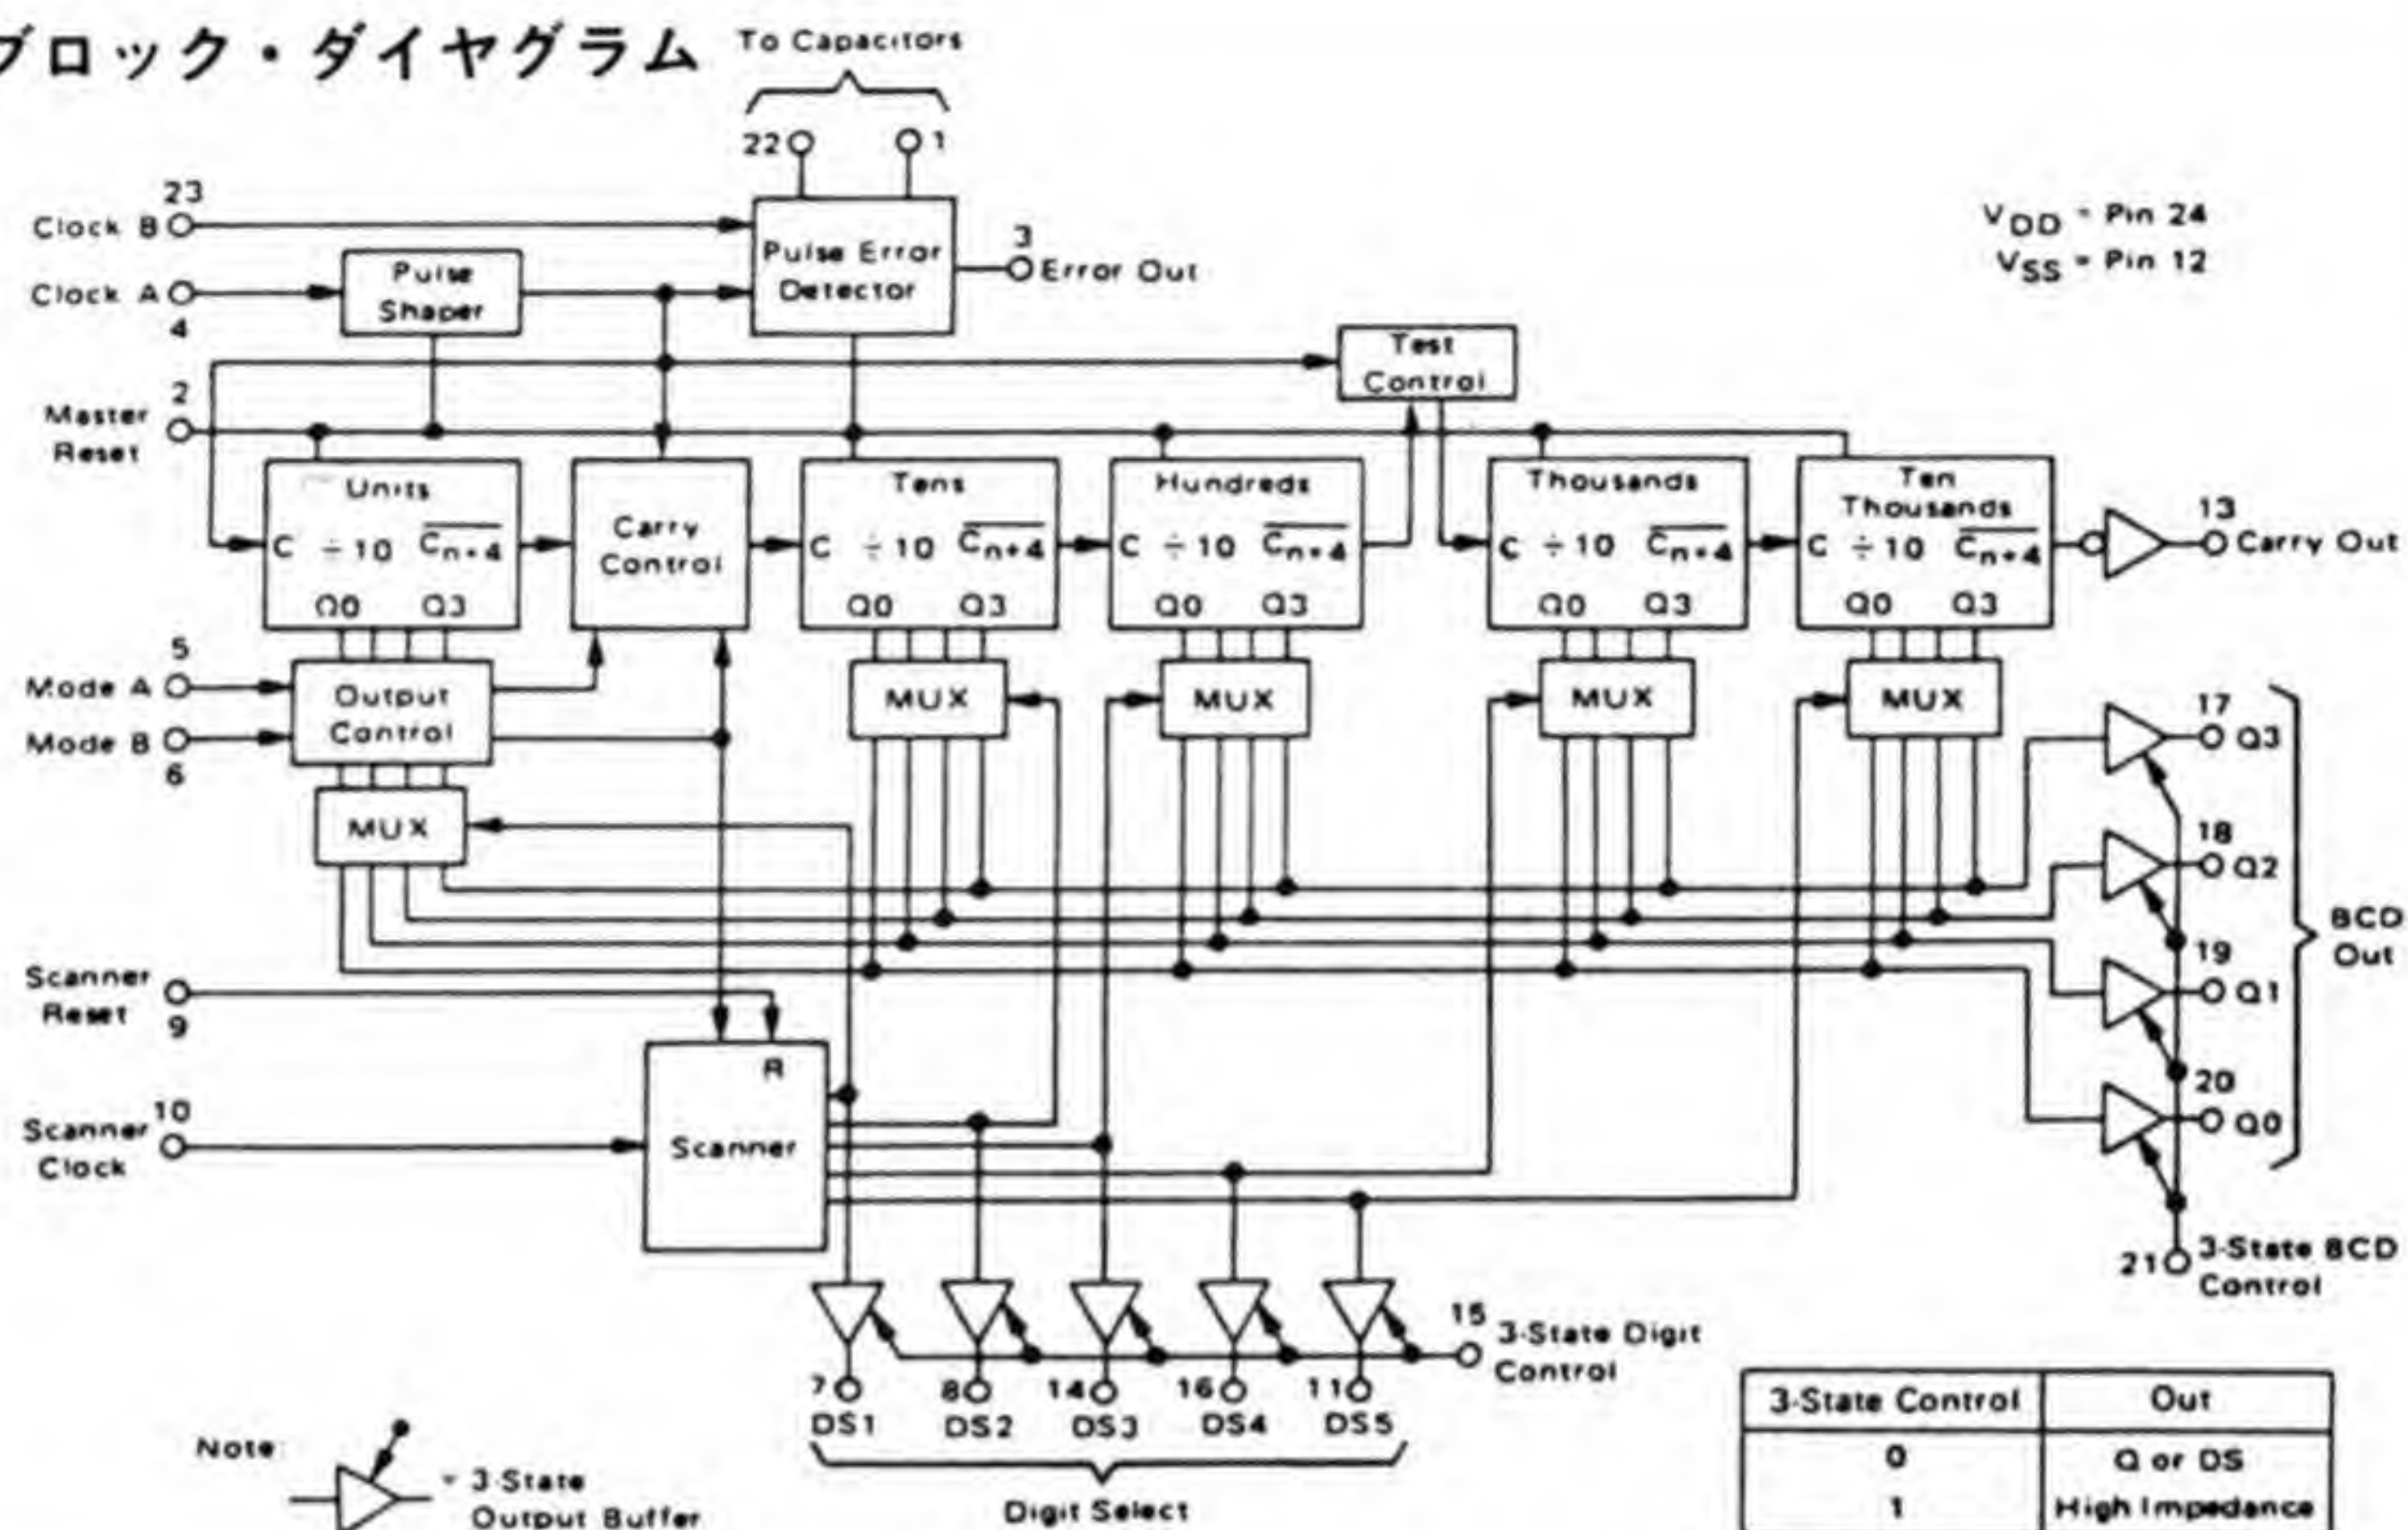 ブロック・ダイヤグラム
To Capacitors
22
1
23
Clock B
Pulse Error
Detector
3
Error Out
VDD = Pin 24
VSS = Pin 12
Clock A
4
Pulse
Shaper
Test
Control
2
Master
Reset
Units
C ÷10 Cn+4
Q0 Q3
Carry
Control
Tens
C ÷10 Cn+4
Q0 Q3
Hundreds
C ÷10 Cn+4
Q0 Q3
Thousands
C ÷10 Cn+4
Q0 Q3
Ten
Thousands
C ÷10 Cn+4
Q0 Q3
13
Carry Out
5
Mode A
Mode B
6
Output
Control
MUX
MUX
MUX
MUX
MUX
17
Q3
18
Q2
19
Q1
20
Q0
BCD
Out
Scanner
Reset
9
10
Scanner
Clock
R
Scanner
21
3-State BCD
Control
15
3-State Digit
Control
7
DS1
8
DS2
14
DS3
16
DS4
11
DS5
Digit Select
Note:
= 3-State
Output Buffer
3-State Control Out
0 Q or DS
1 High Impedance